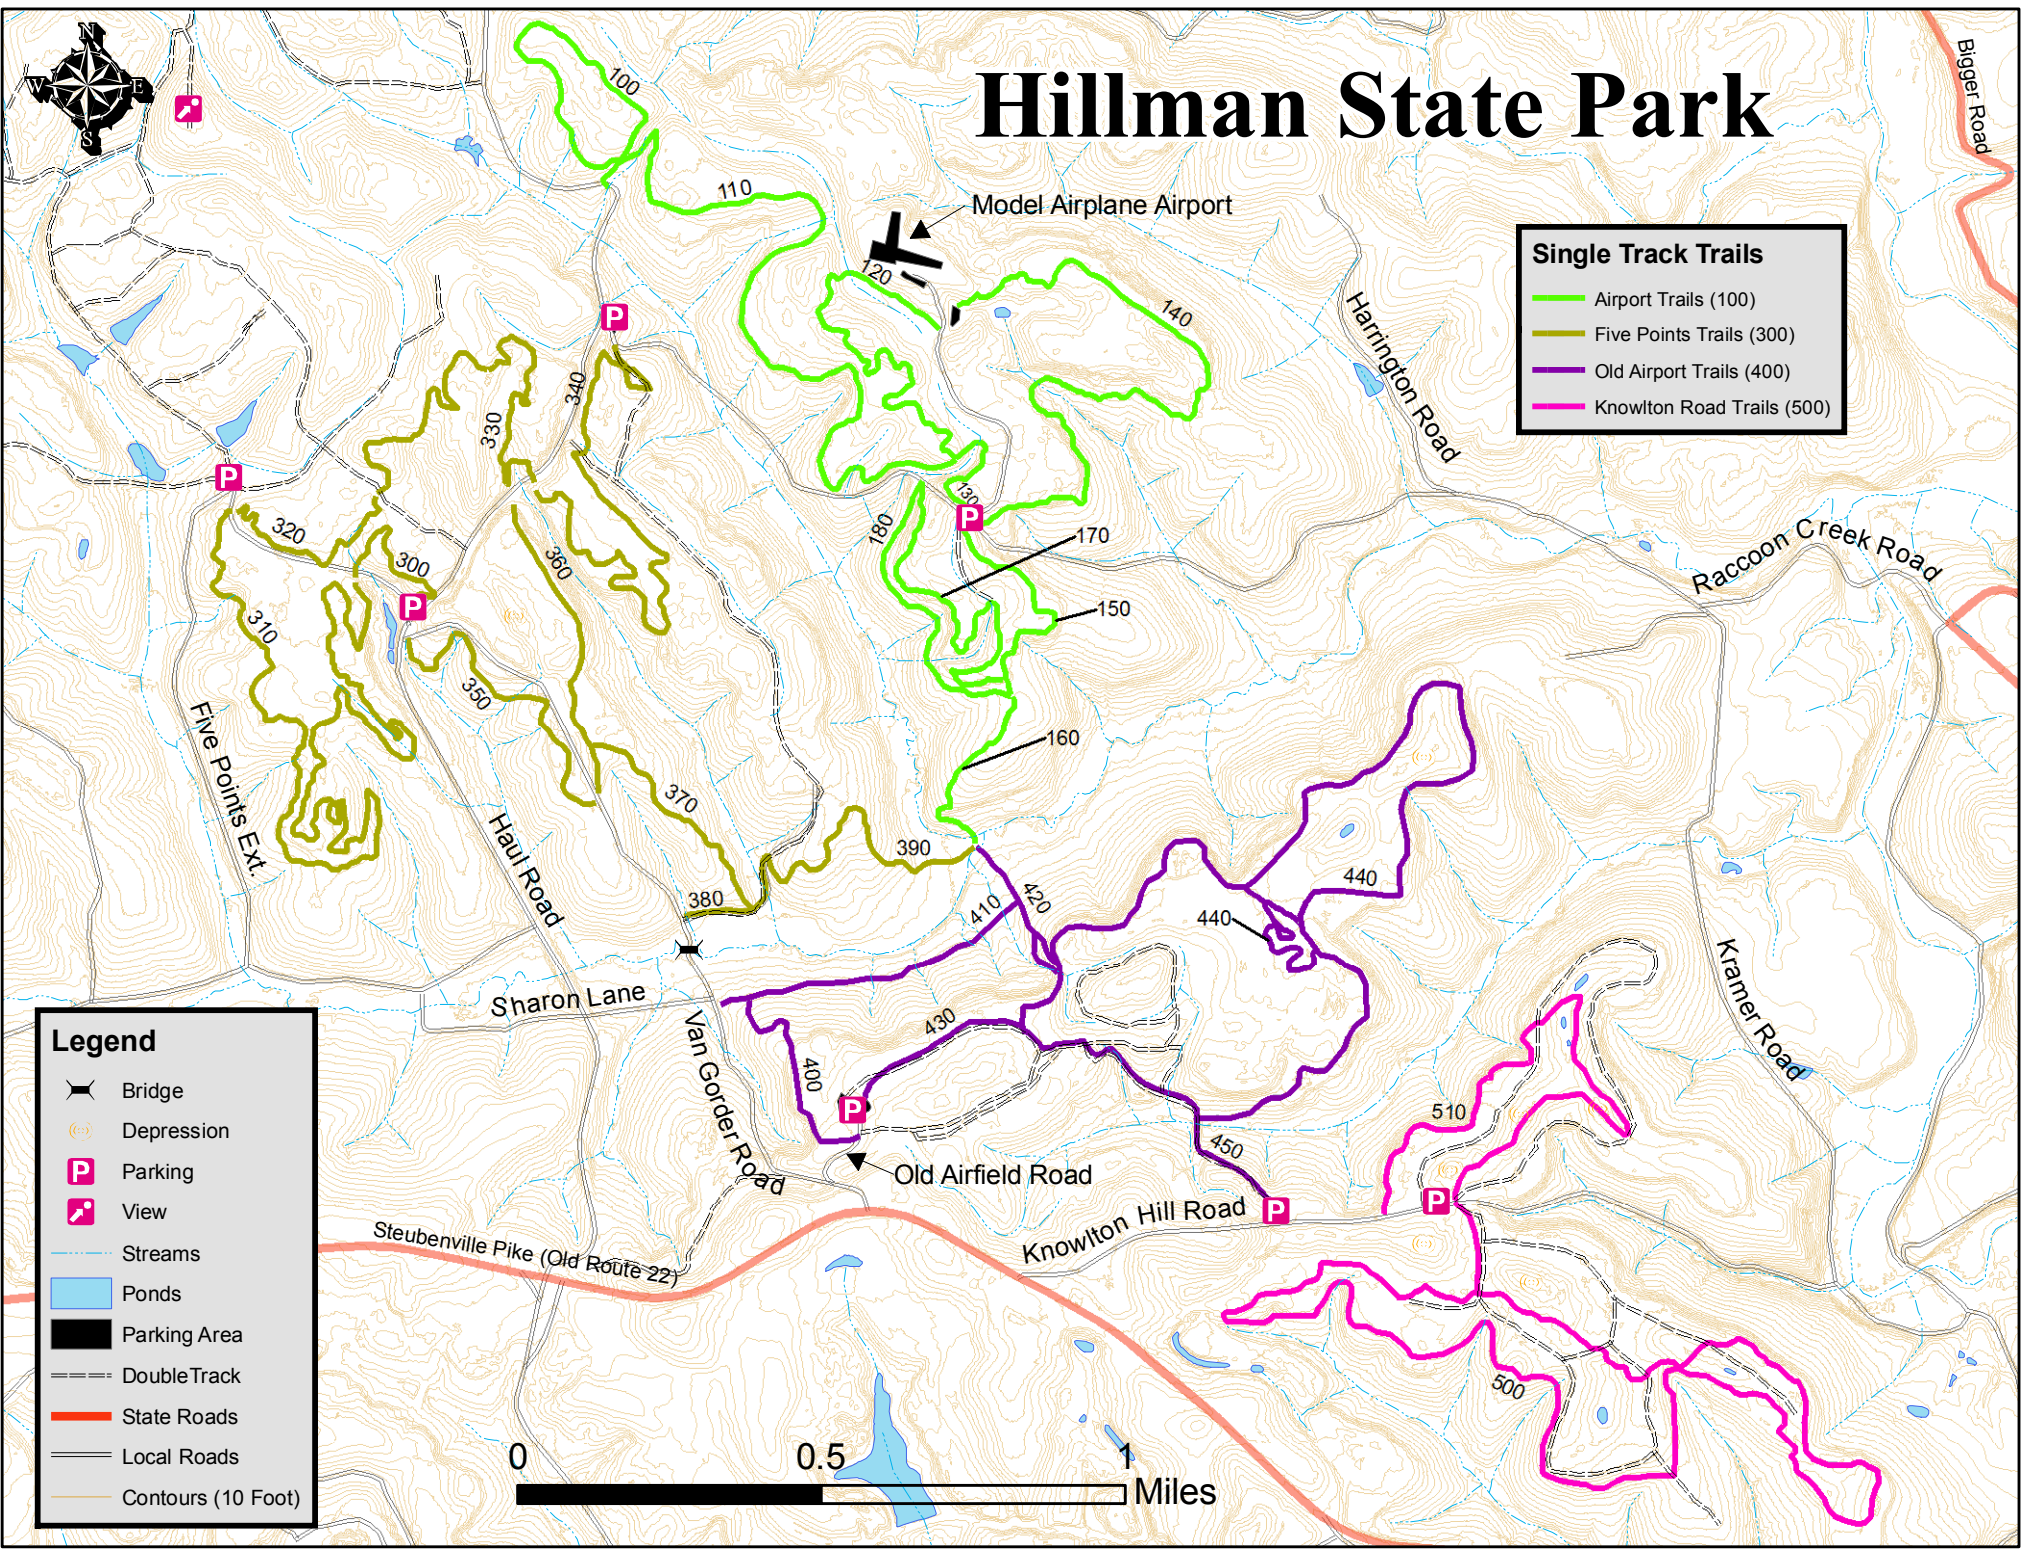 N
W
E
S
Hillman State Park
Bigger Road
100
110
Model Airplane Airport
120
140
Single Track Trails
Airport Trails (100)
Five Points Trails (300)
Old Airport Trails (400)
Knowlton Road Trails (500)
Harrington Road
P
340
330
P
130
P
180
170
320
300
360
P
310
350
150
160
Raccoon Creek Road
Five Points Ext.
Haul Road
370
390
380
410
420
440
440
Kramer Road
Sharon Lane
Van Gorder Road
430
400
P
510
450
Old Airfield Road
P
P
Knowlton Hill Road
Steubenville Pike (Old Route 22)
500
Legend
Bridge
Depression
P Parking
View
Streams
Ponds
Parking Area
DoubleTrack
State Roads
Local Roads
Contours (10 Foot)
0 0.5 1
Miles